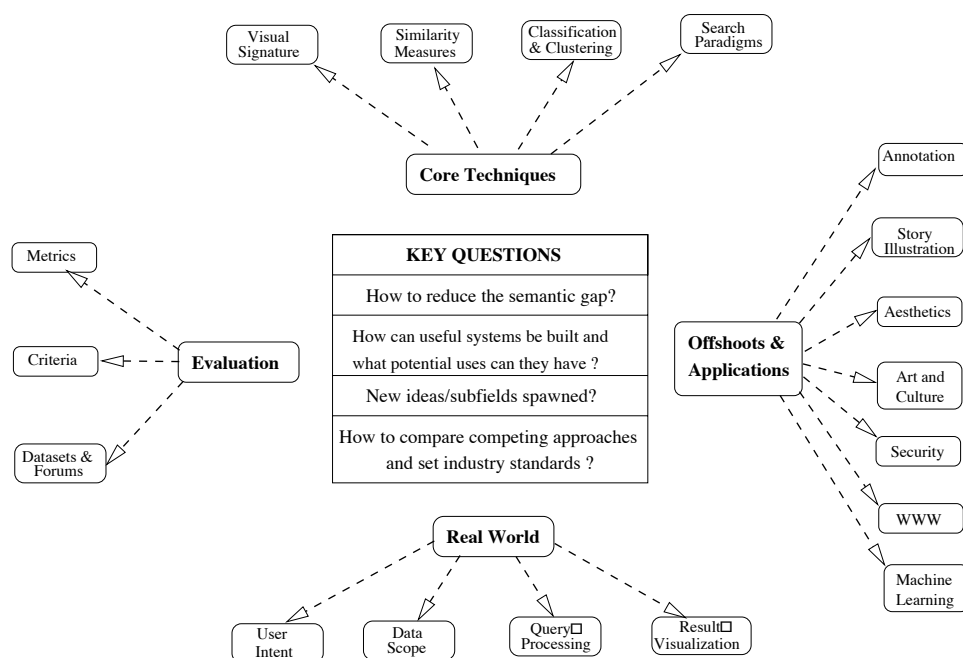 Visual
Signature
Similarity
Measures
Classification
& Clustering
Search
Paradigms
Core Techniques
Annotation
Story
Illustration
Aesthetics
Art and
Culture
Security
WWW
Machine
Learning
Offshoots &
Applications
Metrics
Criteria
Datasets &
Forums
Evaluation
KEY QUESTIONS
How to reduce the semantic gap?
How can useful systems be built and
what potential uses can they have ?
New ideas/subfields spawned?
How to compare competing approaches
and set industry standards ?
Real World
User
Intent
Data
Scope
Query□
Processing
Result□
Visualization